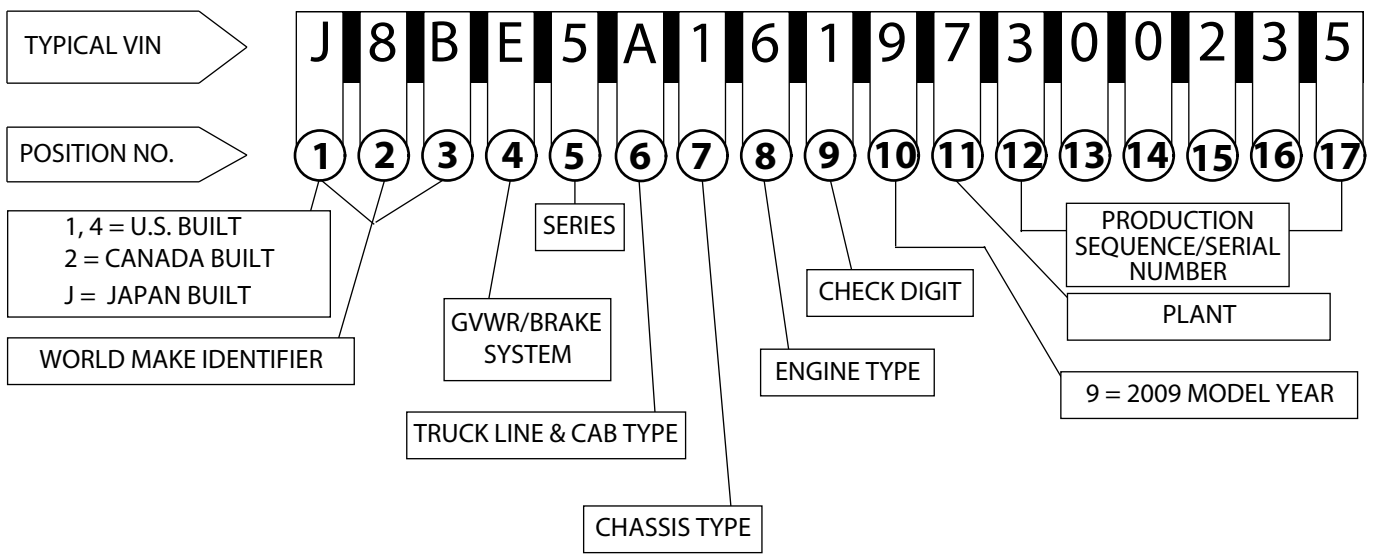 TYPICAL VIN
J 8 B E 5 A 1 6 1 9 7 3 0 0 2 3 5
POSITION NO.
1 2 3 4 5 6 7 8 9 10 11 12 13 14 15 16 17
1, 4 = U.S. BUILT
2 = CANADA BUILT
J = JAPAN BUILT
WORLD MAKE IDENTIFIER
GVWR/BRAKE
SYSTEM
SERIES
TRUCK LINE & CAB TYPE
CHASSIS TYPE
ENGINE TYPE
CHECK DIGIT
PRODUCTION
SEQUENCE/SERIAL
NUMBER
PLANT
9 = 2009 MODEL YEAR